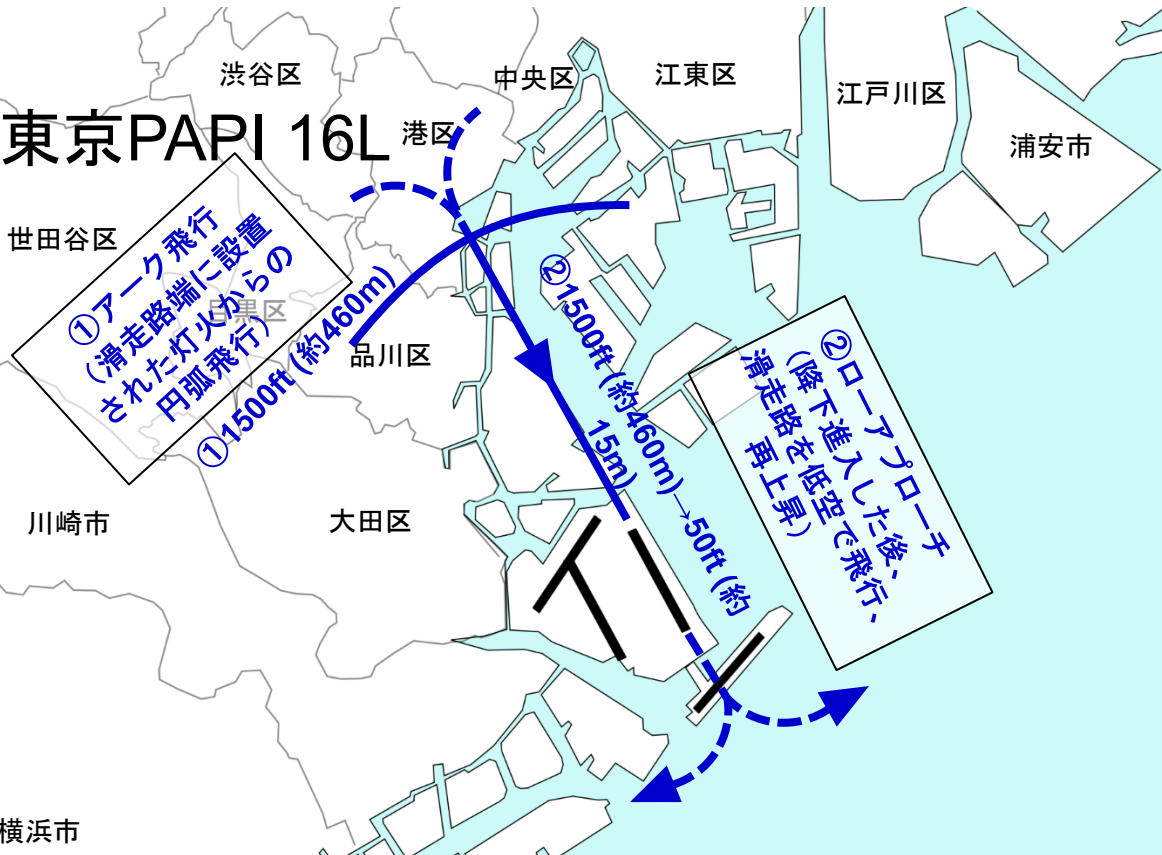 渋谷区
中央区
江東区
江戸川区
東京PAPI 16L
港区
浦安市
世田谷区
①アーク飛行
（滑走路端に設置
された灯火からの
円弧飛行）
目黒区
①1500ft (約460m)
品川区
②1500ft (約460m)→50ft (約
15m)
②ローアプローチ
(降下進入した後、
滑走路を低空で飛行、
再上昇）
川崎市
大田区
横浜市